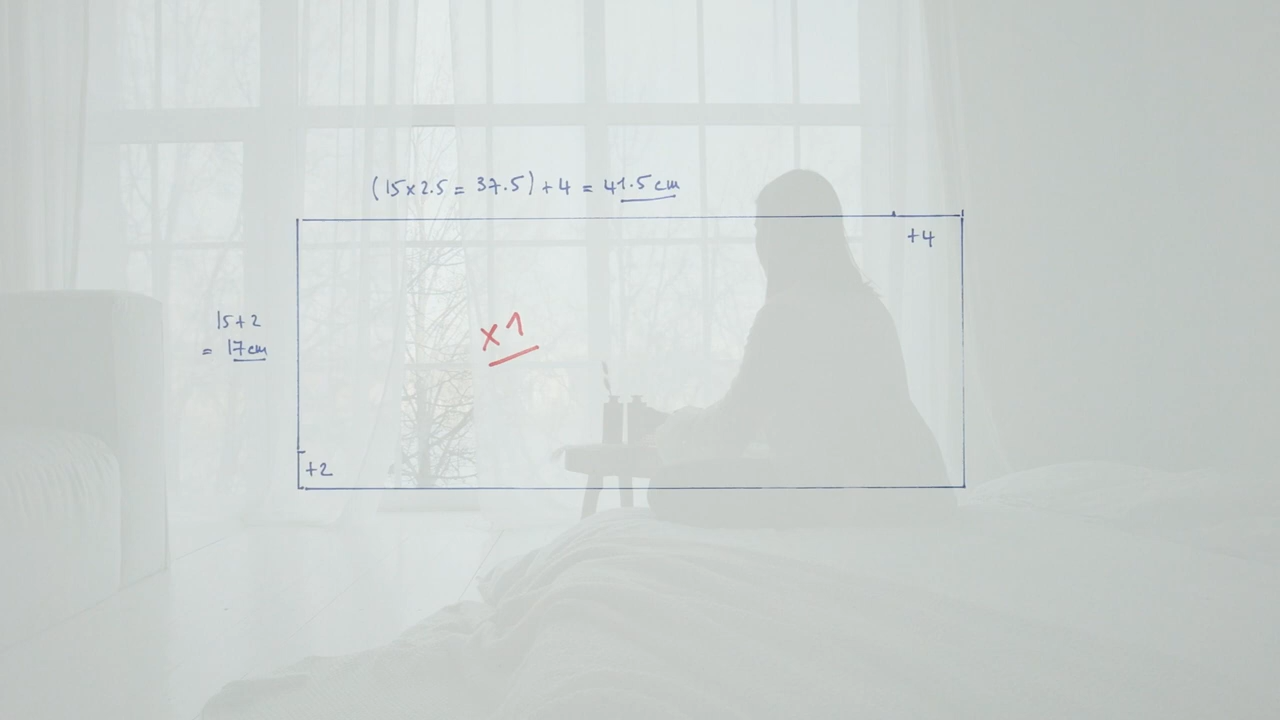 (15×2.5 = 37.5) + 4 = 41.5 cm
+4
15+2
= 17cm
×1
+2